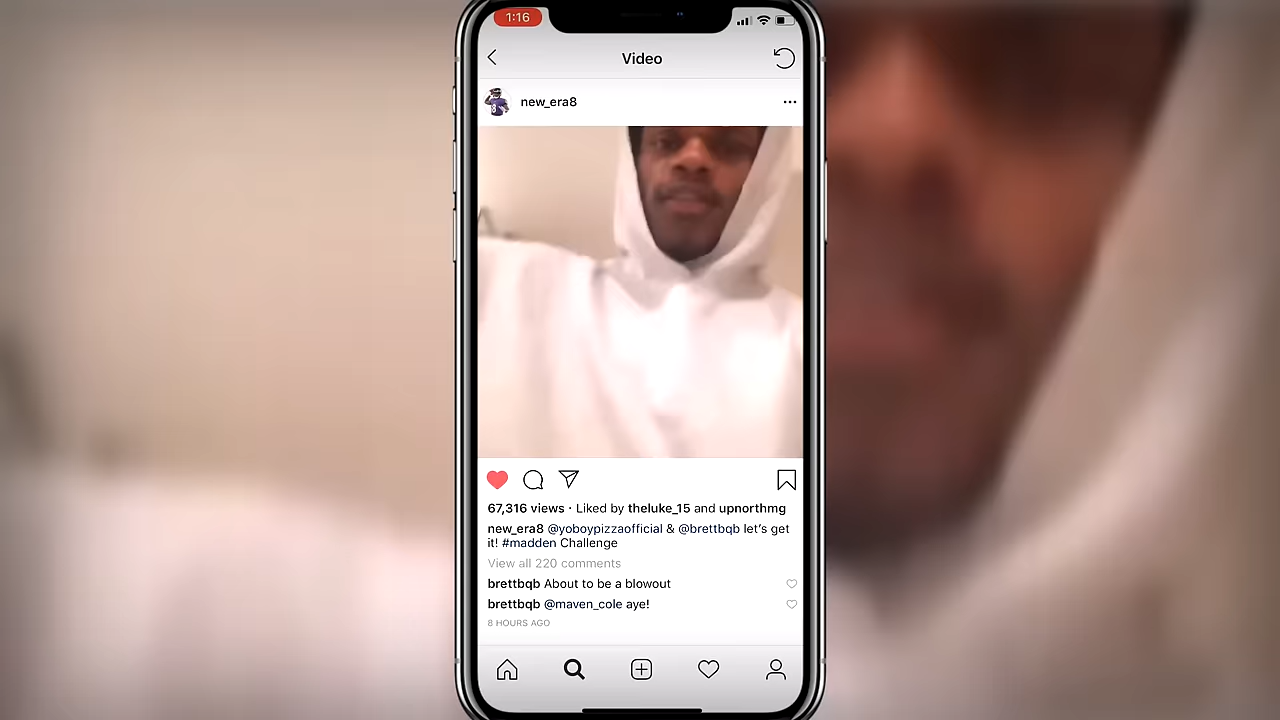 1:16
Video
new_era8
67,316 views · Liked by theluke_15 and upnorthmg
new_era8 @yoboypizzaofficial & @brettbqb let's get
it! #madden Challenge
View all 220 comments
brettbqb About to be a blowout
brettbqb @maven_cole aye!
8 HOURS AGO